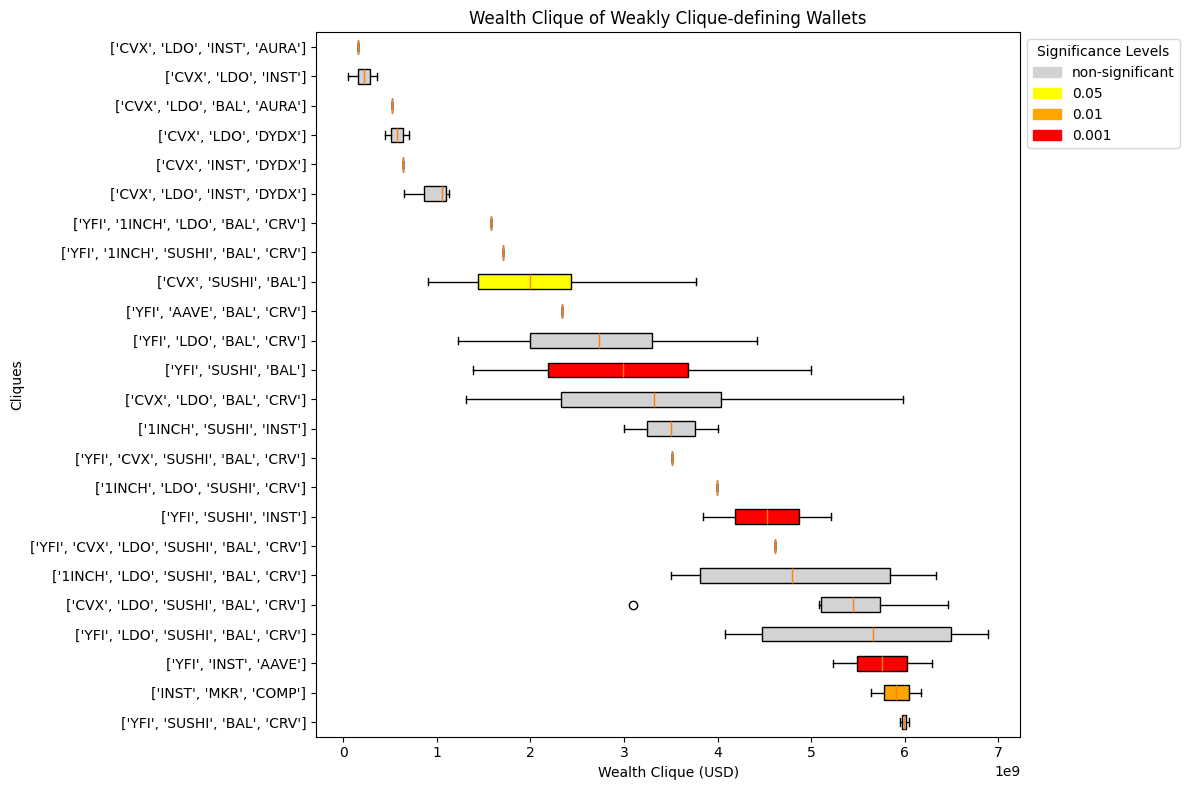 Wealth Clique of Weakly Clique-defining Wallets
['CVX', 'LDO', 'INST', 'AURA']
['CVX', 'LDO', 'INST']
['CVX', 'LDO', 'BAL', 'AURA']
['CVX', 'LDO', 'DYDX']
['CVX', 'INST', 'DYDX']
['CVX', 'LDO', 'INST', 'DYDX']
['YFI', '1INCH', 'LDO', 'BAL', 'CRV']
['YFI', '1INCH', 'SUSHI', 'BAL', 'CRV']
['CVX', 'SUSHI', 'BAL']
['YFI', 'AAVE', 'BAL', 'CRV']
['YFI', 'LDO', 'BAL', 'CRV']
['YFI', 'SUSHI', 'BAL']
['CVX', 'LDO', 'BAL', 'CRV']
['1INCH', 'SUSHI', 'INST']
['YFI', 'CVX', 'SUSHI', 'BAL', 'CRV']
['1INCH', 'LDO', 'SUSHI', 'CRV']
['YFI', 'SUSHI', 'INST']
['YFI', 'CVX', 'LDO', 'SUSHI', 'BAL', 'CRV']
['1INCH', 'LDO', 'SUSHI', 'BAL', 'CRV']
['CVX', 'LDO', 'SUSHI', 'BAL', 'CRV']
['YFI', 'LDO', 'SUSHI', 'BAL', 'CRV']
['YFI', 'INST', 'AAVE']
['INST', 'MKR', 'COMP']
['YFI', 'SUSHI', 'BAL', 'CRV']
Cliques
0 1 2 3 4 5 6 7
1e9
Wealth Clique (USD)
Significance Levels
non-significant
0.05
0.01
0.001